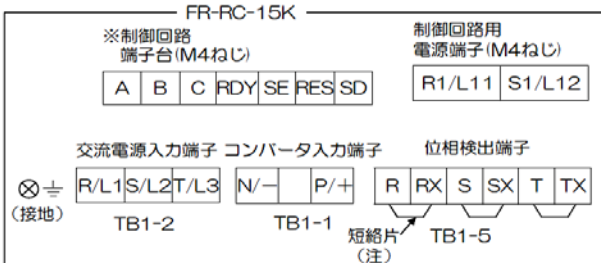 FR-RC-15K
※制御回路
端子台(M4ねじ)
A B C RDY SE RES SD
制御回路用
電源端子(M4ねじ)
R1/L11 S1/L12
交流電源入力端子
R/L1 S/L2 T/L3
TB1-2
コンバータ入力端子
N/− P/+
TB1-1
位相検出端子
R RX S SX T TX
TB1-5
(接地)
短絡片
(注)